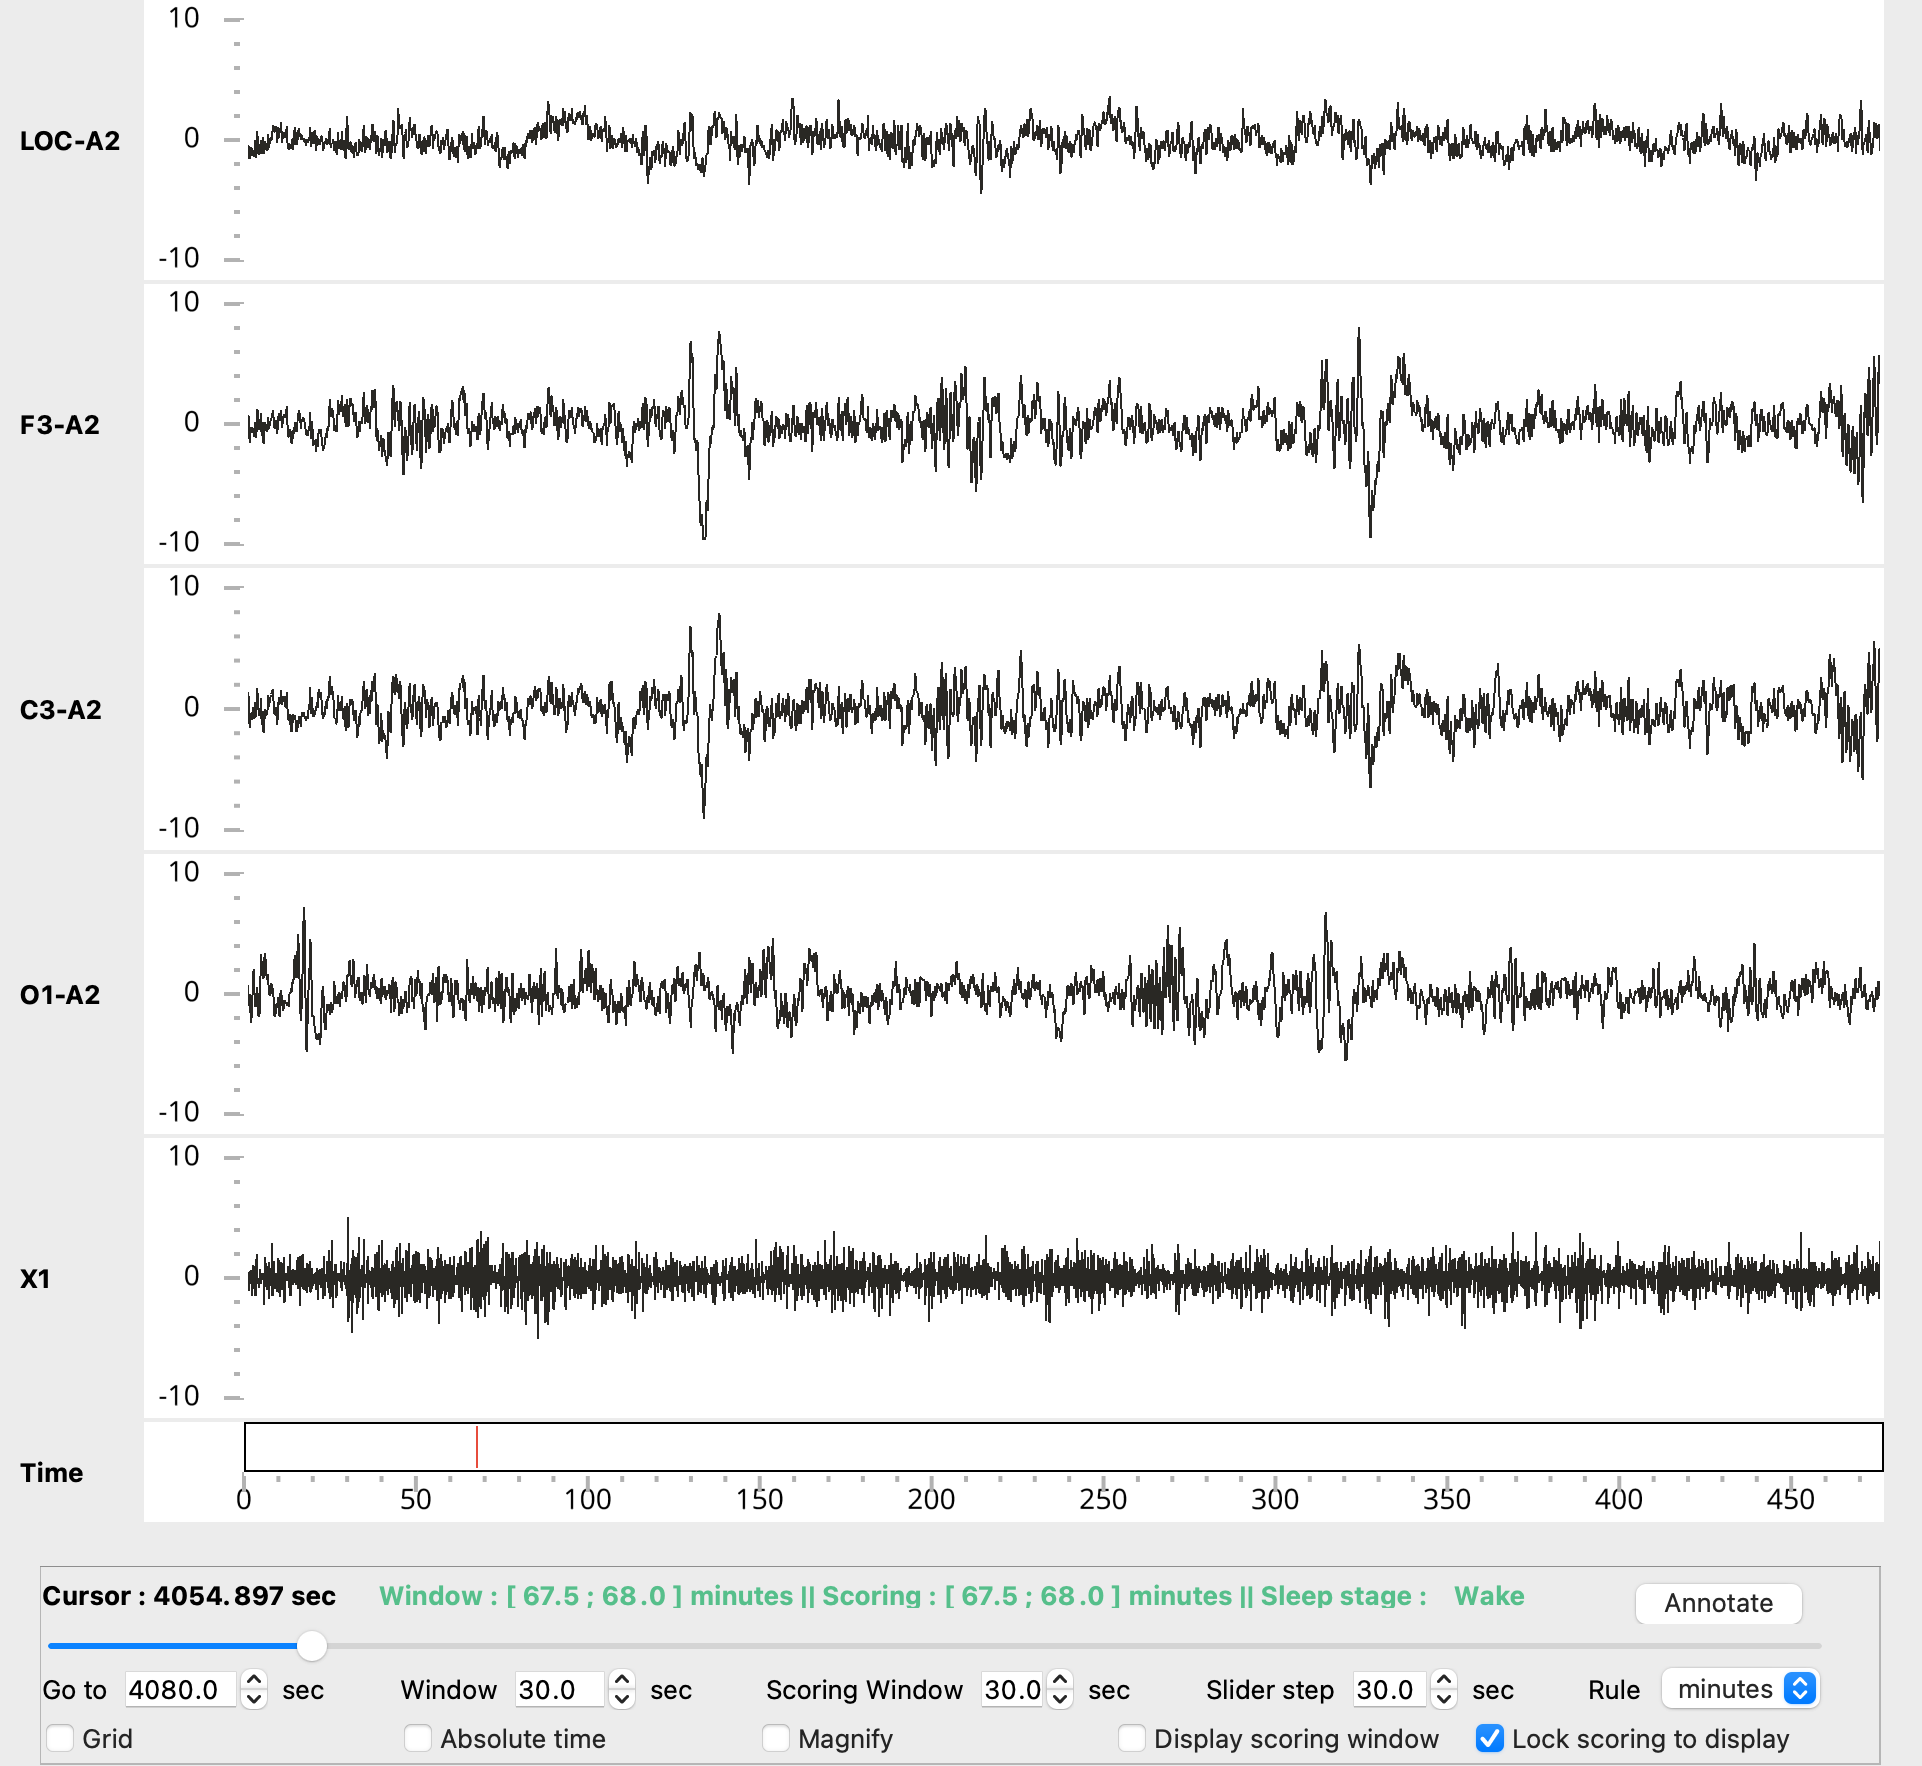 10
LOC-A2 0
-10
10
F3-A2 0
-10
10
C3-A2 0
-10
10
O1-A2 0
-10
10
X1 0
-10
Time
0 50 100 150 200 250 300 350 400 450
Cursor : 4054.897 sec Window : [ 67.5 ; 68.0 ] minutes || Scoring : [ 67.5 ; 68.0 ] minutes || Sleep stage : Wake Annotate
Go to 4080.0 sec Window 30.0 sec Scoring Window 30.0 sec Slider step 30.0 sec Rule minutes
Grid Absolute time Magnify Display scoring window Lock scoring to display